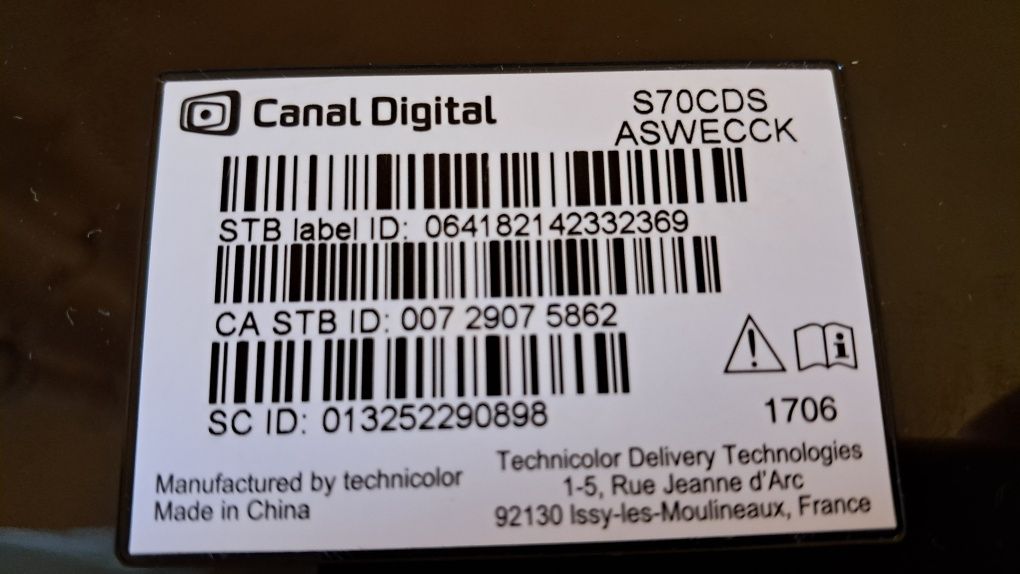 Canal Digital
S70CDS
ASWECCK
STB label ID: 064182142332369
CA STB ID: 007 2907 5862
SC ID: 013252290898
1706
Manufactured by technicolor
Made in China
Technicolor Delivery Technologies
1-5, Rue Jeanne d'Arc
92130 Issy-les-Moulineaux, France